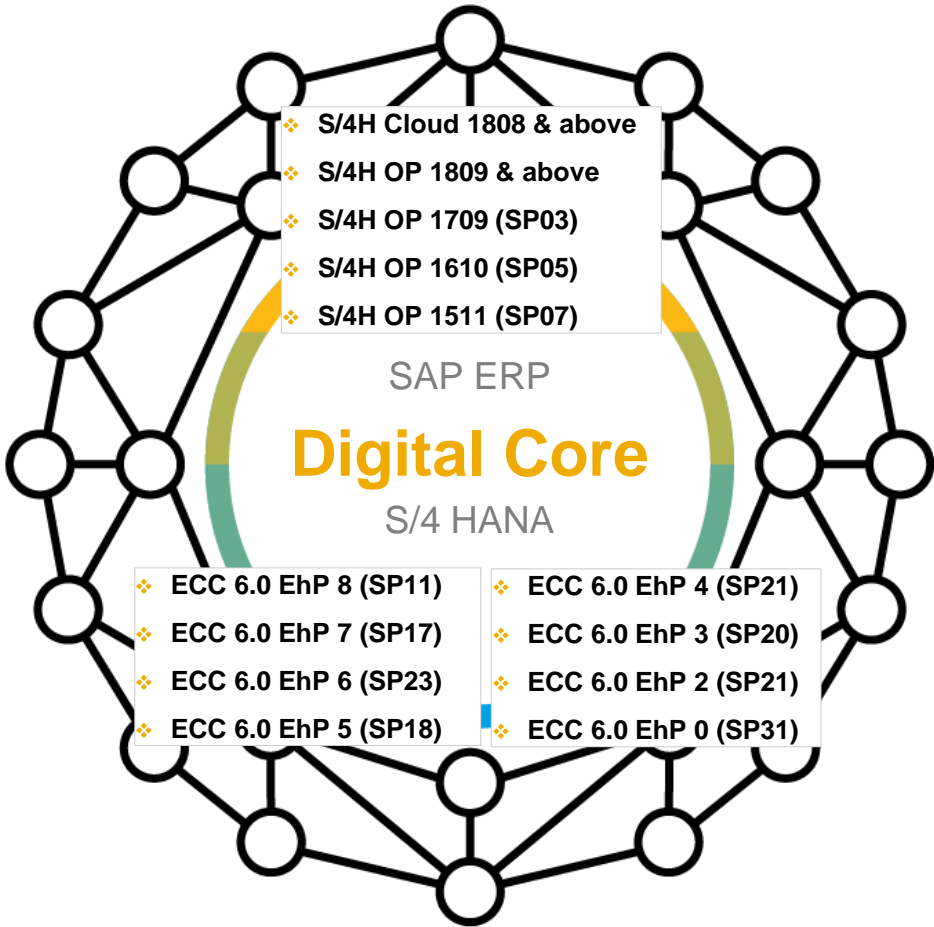 S/4H Cloud 1808 & above
S/4H OP 1809 & above
S/4H OP 1709 (SP03)
S/4H OP 1610 (SP05)
S/4H OP 1511 (SP07)
SAP ERP
Digital Core
S/4 HANA
ECC 6.0 EhP 8 (SP11)
ECC 6.0 EhP 7 (SP17)
ECC 6.0 EhP 6 (SP23)
ECC 6.0 EhP 5 (SP18)
ECC 6.0 EhP 4 (SP21)
ECC 6.0 EhP 3 (SP20)
ECC 6.0 EhP 2 (SP21)
ECC 6.0 EhP 0 (SP31)